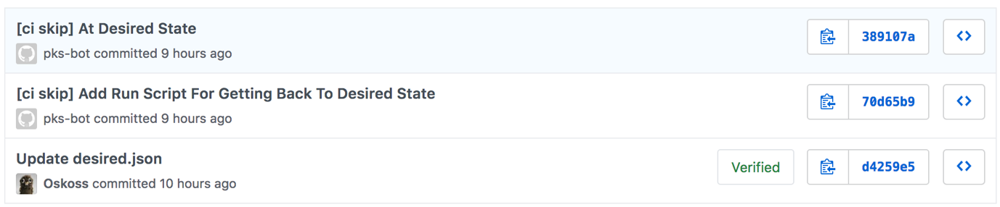 [ci skip] At Desired State
pks-bot committed 9 hours ago
389107a
[ci skip] Add Run Script For Getting Back To Desired State
pks-bot committed 9 hours ago
70d65b9
Update desired.json
Oskoss committed 10 hours ago
Verified
d4259e5